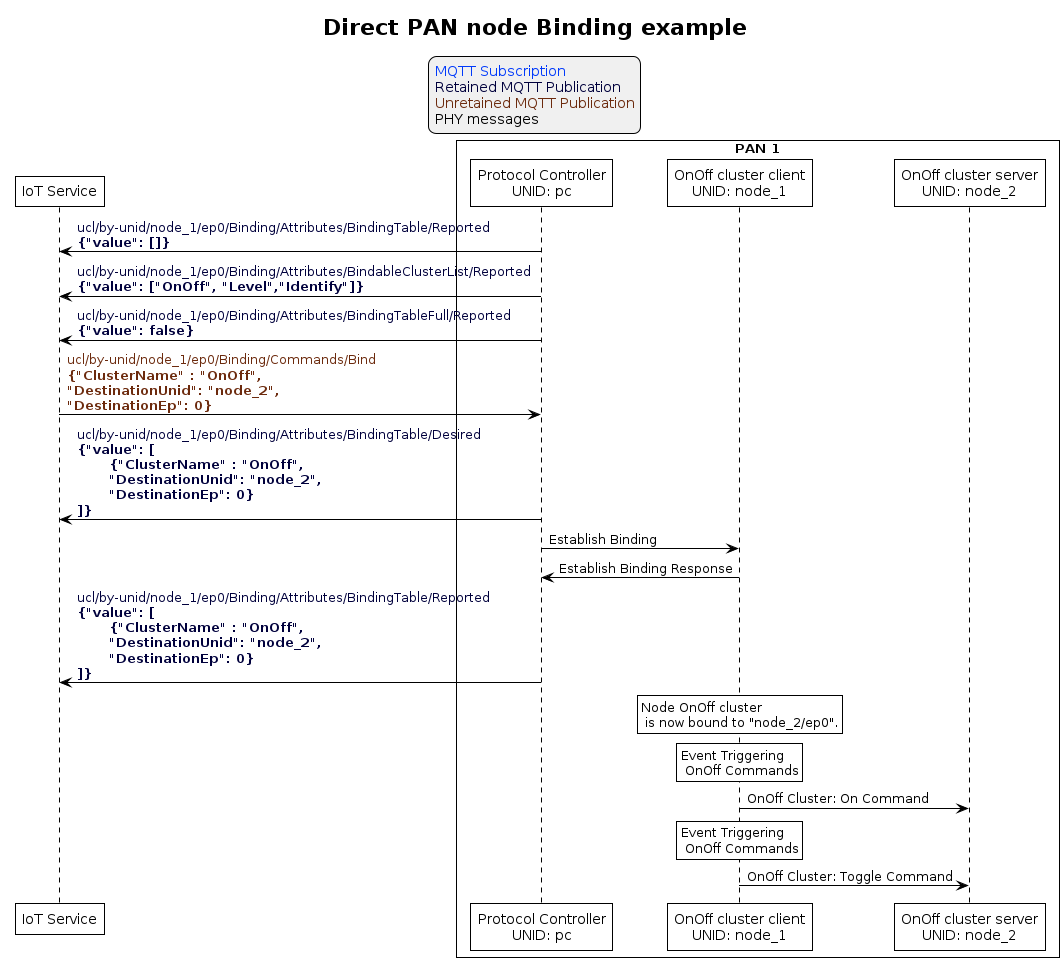 Direct PAN node Binding example
MQTT Subscription
Retained MQTT Publication
Unretained MQTT Publication
PHY messages
PAN 1
IoT Service
Protocol Controller
UNID: pc
OnOff cluster client
UNID: node_1
OnOff cluster server
UNID: node_2
ucl/by-unid/node_1/ep0/Binding/Attributes/BindingTable/Reported
{"value": []}
ucl/by-unid/node_1/ep0/Binding/Attributes/BindableClusterList/Reported
{"value": ["OnOff", "Level","Identify"]}
ucl/by-unid/node_1/ep0/Binding/Attributes/BindingTableFull/Reported
{"value": false}
ucl/by-unid/node_1/ep0/Binding/Commands/Bind
{"ClusterName" : "OnOff",
"DestinationUnid": "node_2",
"DestinationEp": 0}
ucl/by-unid/node_1/ep0/Binding/Attributes/BindingTable/Desired
{"value": [
{"ClusterName" : "OnOff",
"DestinationUnid": "node_2",
"DestinationEp": 0}
]}
Establish Binding
Establish Binding Response
ucl/by-unid/node_1/ep0/Binding/Attributes/BindingTable/Reported
{"value": [
{"ClusterName" : "OnOff",
"DestinationUnid": "node_2",
"DestinationEp": 0}
]}
Node OnOff cluster
is now bound to "node_2/ep0".
Event Triggering
OnOff Commands
OnOff Cluster: On Command
Event Triggering
OnOff Commands
OnOff Cluster: Toggle Command
IoT Service
Protocol Controller
UNID: pc
OnOff cluster client
UNID: node_1
OnOff cluster server
UNID: node_2